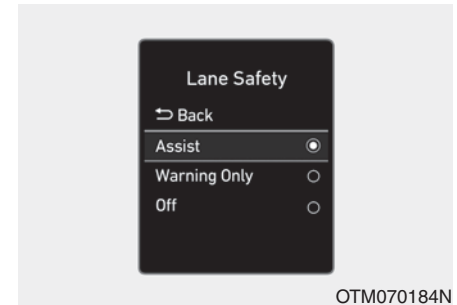 Lane Safety
Back
Assist
Warning Only
Off
OTM070184N